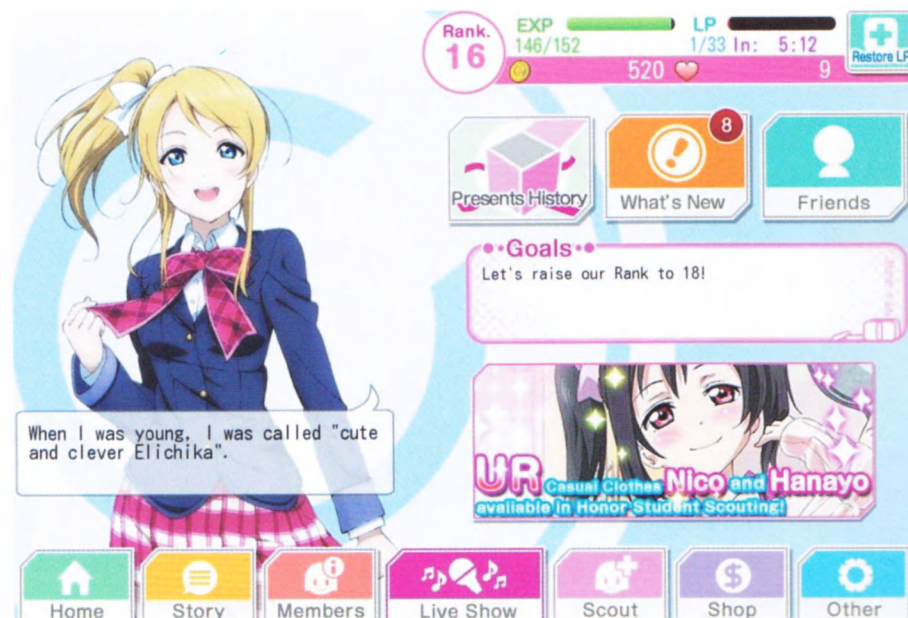 Rank.
16
EXP
146/152
LP
1/33 In: 5:12
Restore LP
520
9
Presents History
8
What's New
Friends
Goals
Let's raise our Rank to 18!
When I was young, I was called "cute
and clever Elichika".
UR Casual Clothes Nico and Hanayo
available in Honor Student Scouting!
Home
Story
Members
Live Show
Scout
Shop
Other